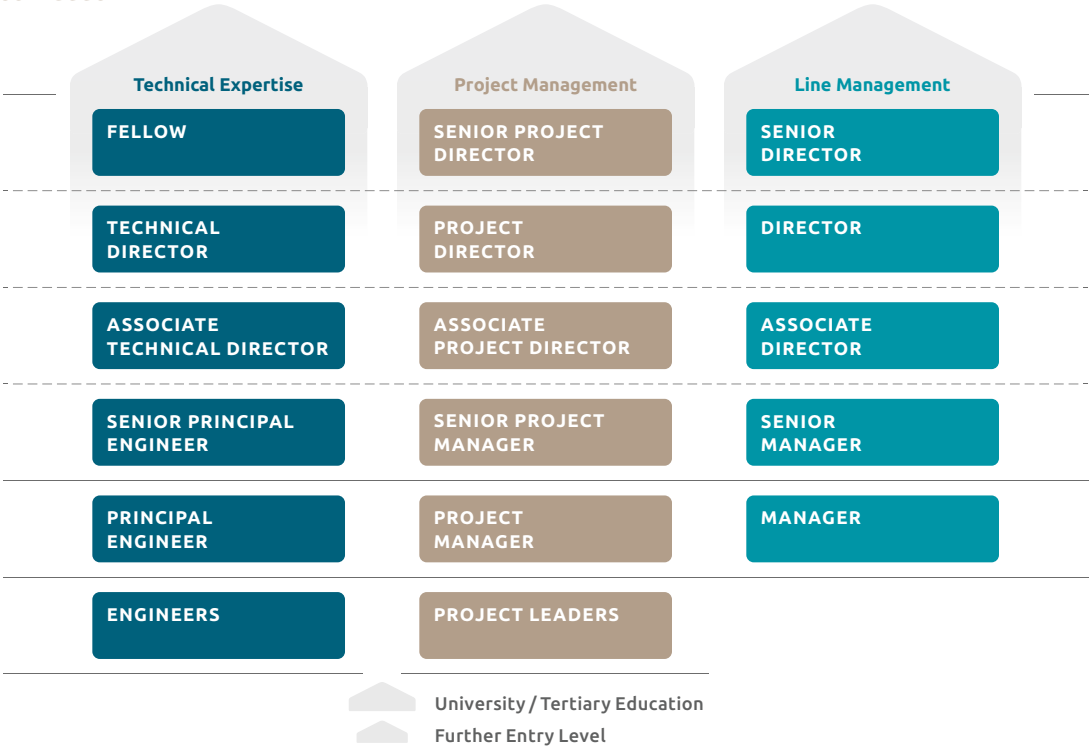 Technical Expertise
Project Management
Line Management
FELLOW
SENIOR PROJECT
DIRECTOR
SENIOR
DIRECTOR
TECHNICAL
DIRECTOR
PROJECT
DIRECTOR
DIRECTOR
ASSOCIATE
TECHNICAL DIRECTOR
ASSOCIATE
PROJECT DIRECTOR
ASSOCIATE
DIRECTOR
SENIOR PRINCIPAL
ENGINEER
SENIOR PROJECT
MANAGER
SENIOR
MANAGER
PRINCIPAL
ENGINEER
PROJECT
MANAGER
MANAGER
ENGINEERS
PROJECT LEADERS
University / Tertiary Education
Further Entry Level